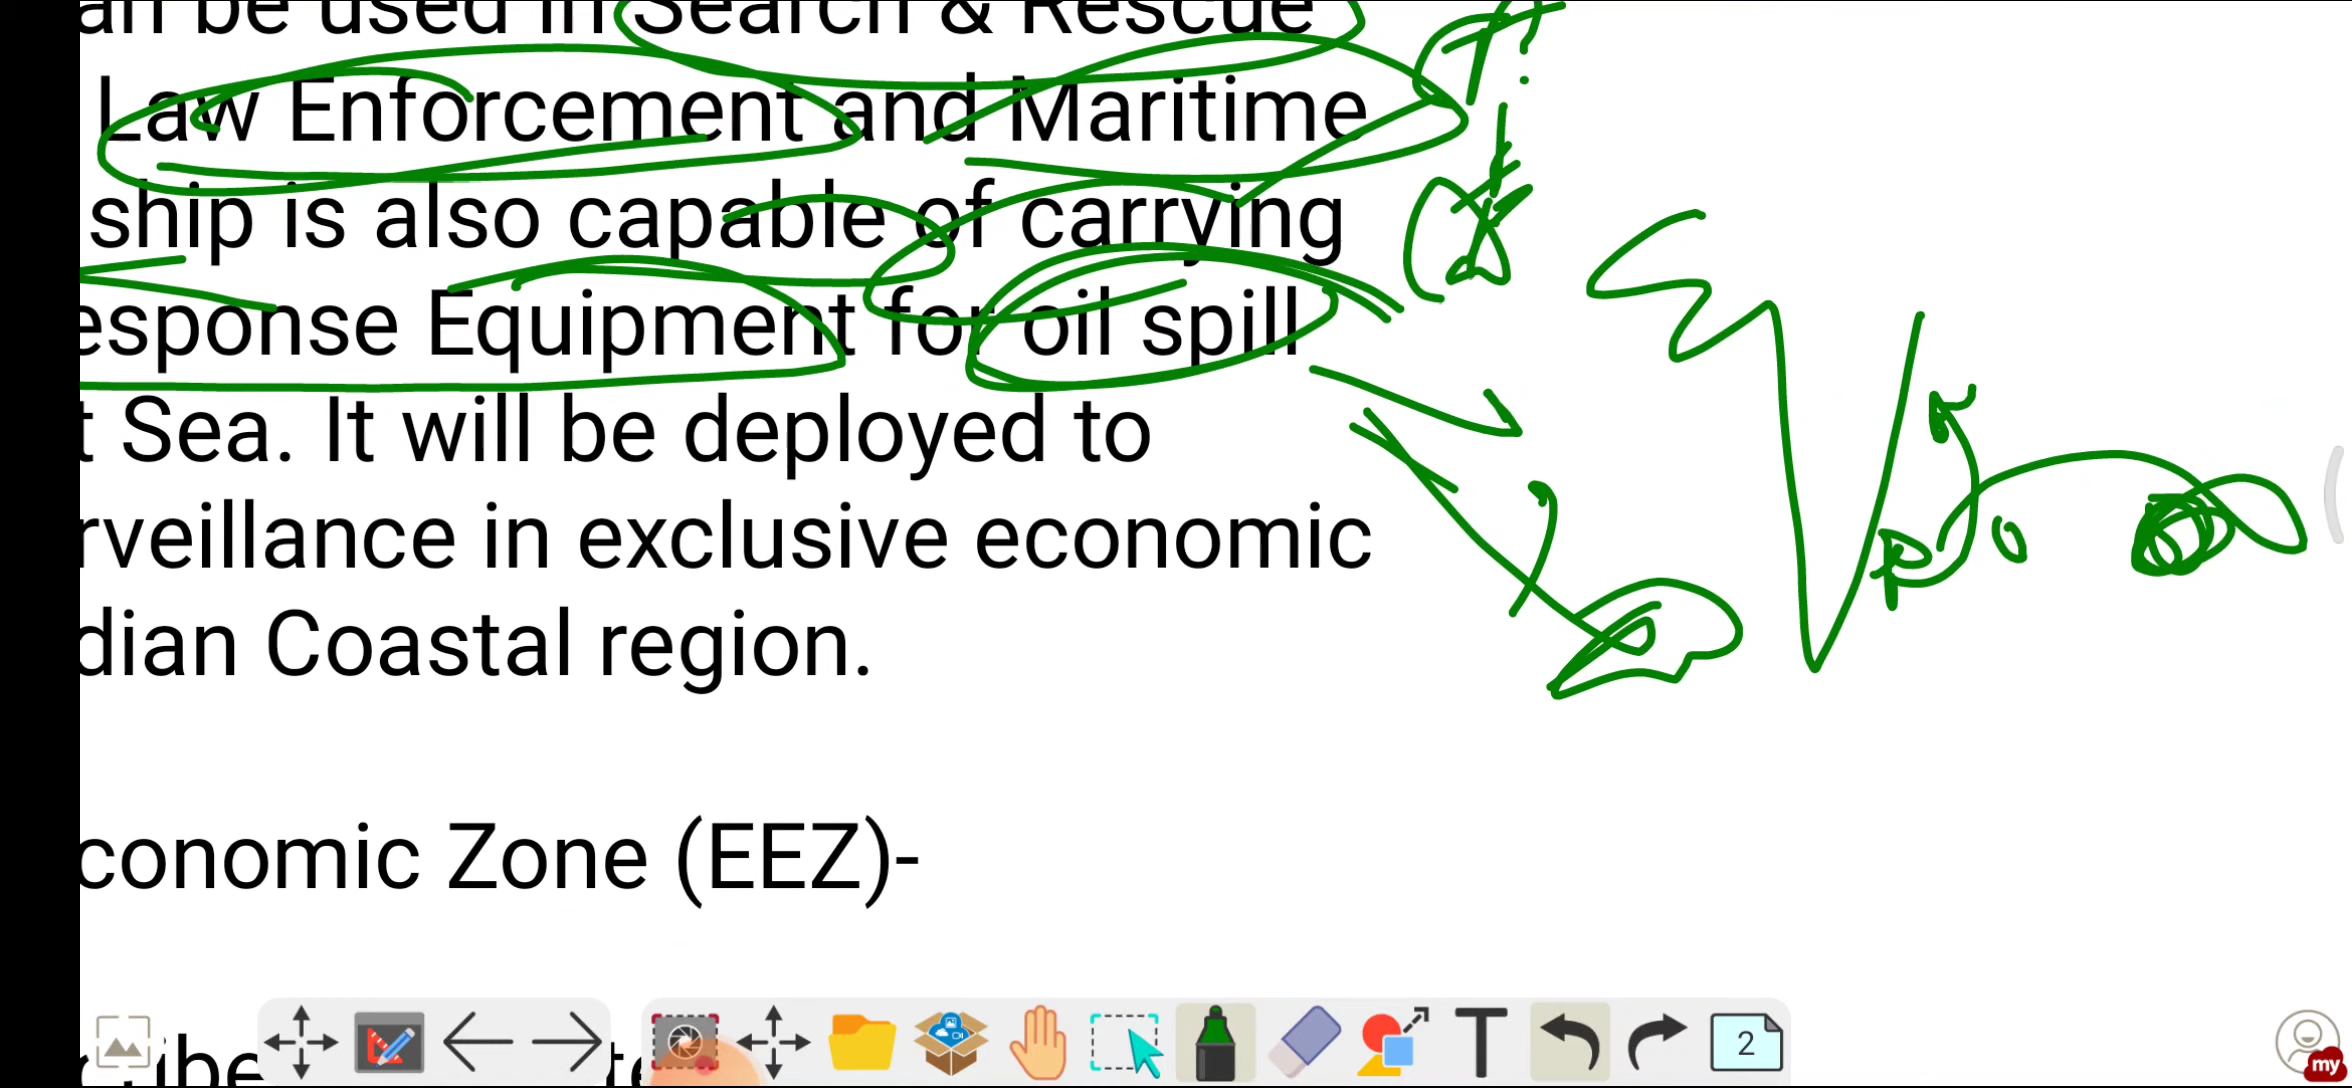 an be used in Search & Rescue
Law Enforcement and Maritime
ship is also capable of carrying
esponse Equipment for oil spill
t Sea. It will be deployed to
rveillance in exclusive economic
dian Coastal region.
conomic Zone (EEZ)-
T
2
my